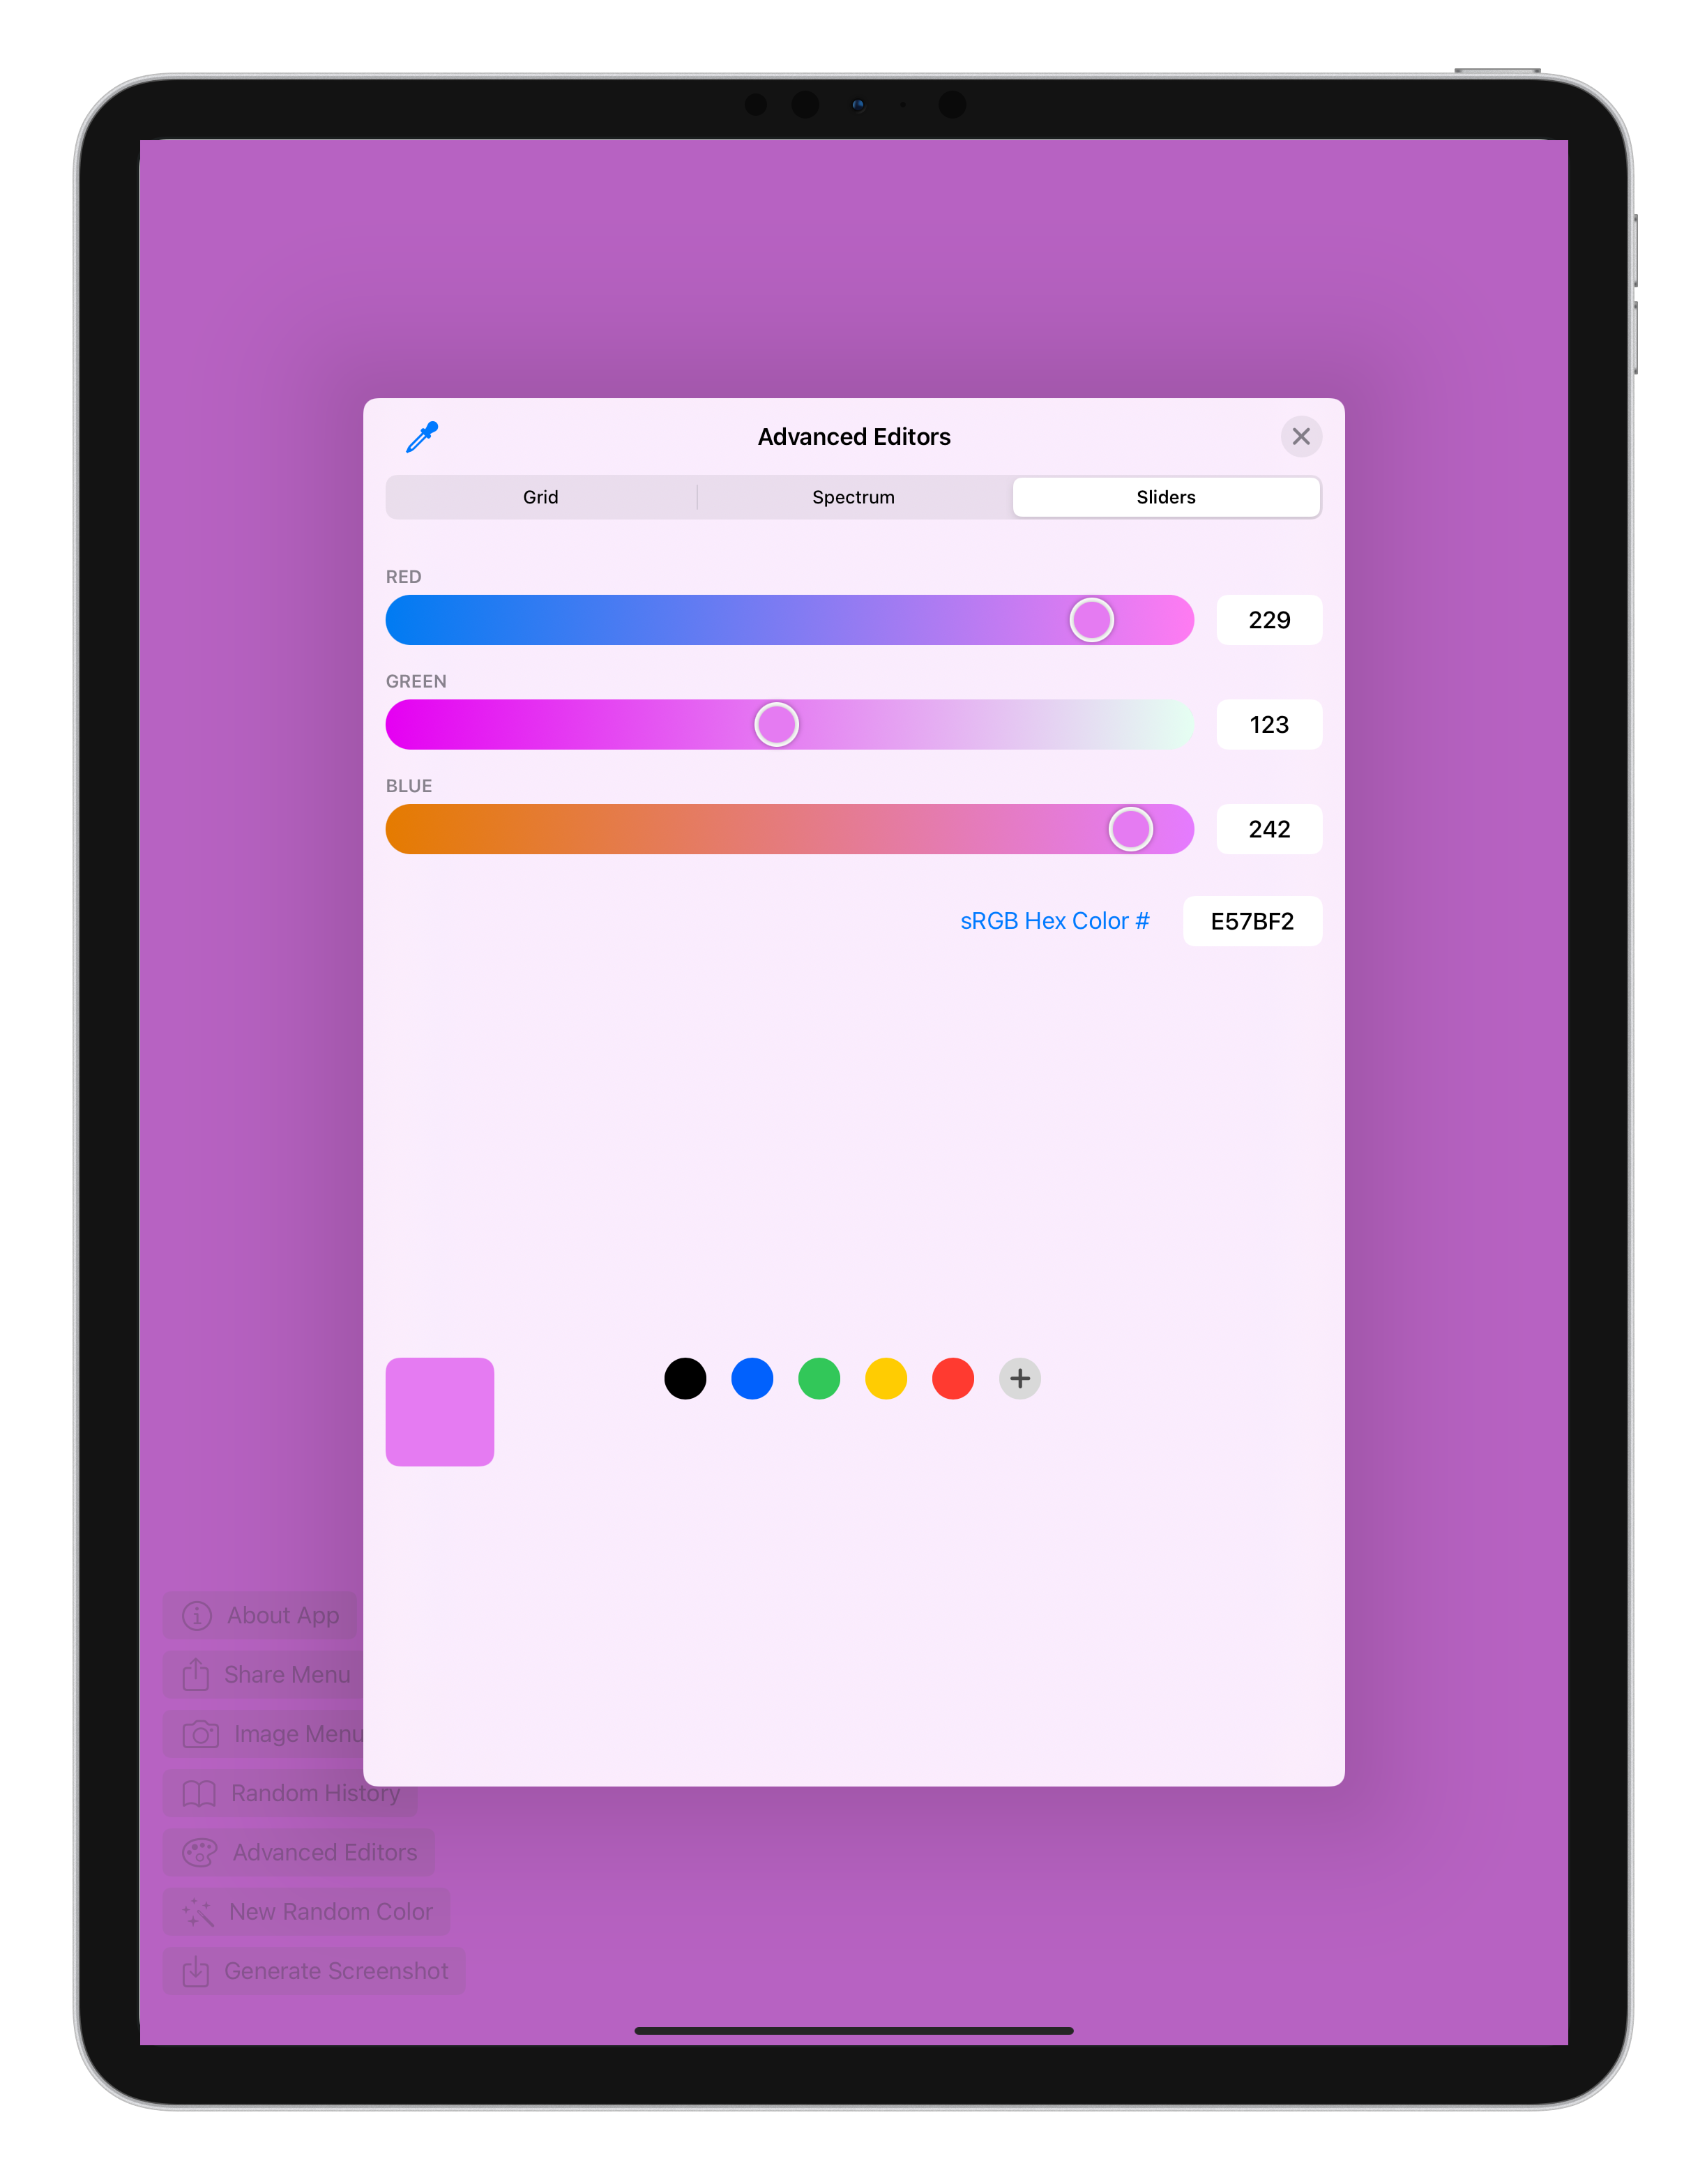 Advanced Editors
Grid Spectrum Sliders
RED
229
GREEN
123
BLUE
242
sRGB Hex Color # E57BF2
About App
Share Menu
Image Menu
Random History
Advanced Editors
New Random Color
Generate Screenshot